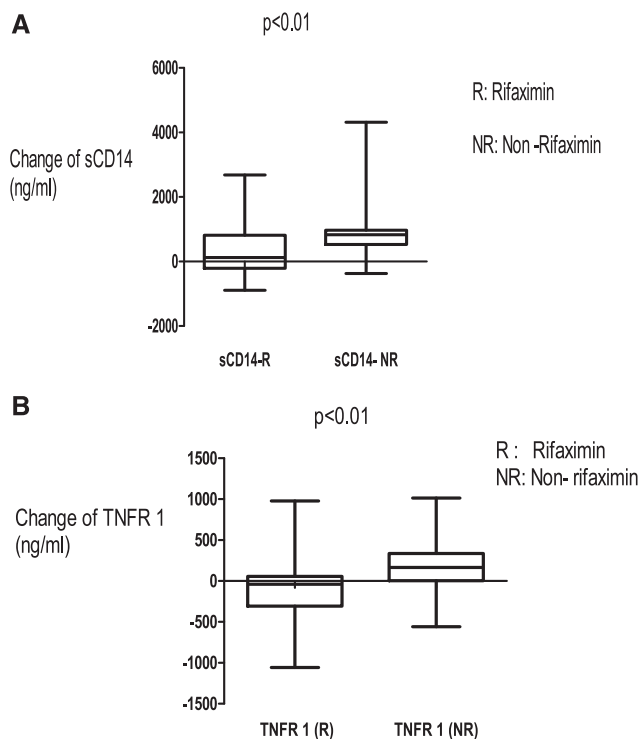 A
p<0.01
6000
4000
2000
0
-2000
Change of sCD14
(ng/ml)
R: Rifaximin
NR: Non -Rifaximin
sCD14-R
sCD14- NR
B
p<0.01
1500
1000
500
0
-500
-1000
-1500
Change of TNFR 1
(ng/ml)
R : Rifaximin
NR: Non- rifaximin
TNFR 1 (R)
TNFR 1 (NR)